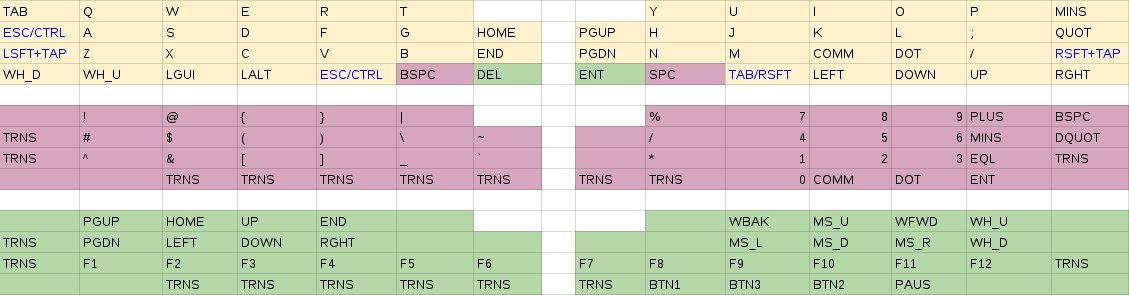 TAB Q W E R T Y U I O P MINS
ESC/CTRL A S D F G HOME PGUP H J K L ; QUOT
LSFT+TAP Z X C V B END PGDN N M COMM DOT / RSFT+TAP
WH_D WH_U LGUI LALT ESC/CTRL BSPC DEL ENT SPC TAB/RSFT LEFT DOWN UP RGHT
! @ { } | % 7 8 9 PLUS BSPC
TRNS # $ ( ) \ ~ / 4 5 6 MINS DQUOT
TRNS ^ & [ ] _ ` * 1 2 3 EQL TRNS
TRNS TRNS TRNS TRNS TRNS TRNS TRNS 0 COMM DOT ENT
PGUP HOME UP END WBAK MS_U WFWD WH_U
TRNS PGDN LEFT DOWN RGHT MS_L MS_D MS_R WH_D
TRNS F1 F2 F3 F4 F5 F6 F7 F8 F9 F10 F11 F12 TRNS
TRNS TRNS TRNS TRNS TRNS TRNS BTN1 BTN3 BTN2 PAUS